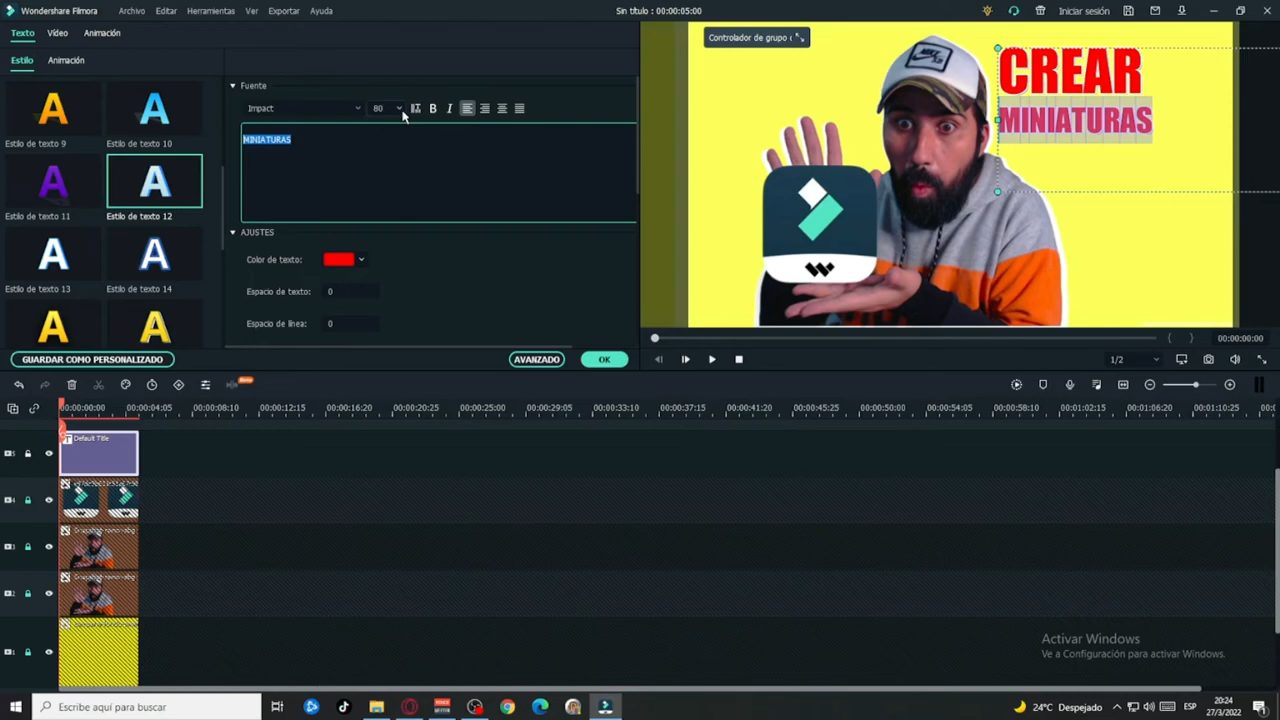 Wondershare Filmora
Archivo
Editar
Herramientas
Ver
Exportar
Ayuda
Sin título : 00:00:05:00
Iniciar sesión
Texto
Vídeo
Animación
Estilo
Animación
Estilo de texto 9
Estilo de texto 10
Estilo de texto 11
Estilo de texto 12
Estilo de texto 13
Estilo de texto 14
Fuente
Impact
80
B
I
MINIATURAS
AJUSTES
Color de texto:
Espacio de texto:
0
Espacio de línea:
0
GUARDAR COMO PERSONALIZADO
AVANZADO
OK
Controlador de grupo
CREAR
MINIATURAS
00:00:00:00
1/2
Beta
00:00:00:00
00:00:04:05
00:00:08:10
00:00:12:15
00:00:16:20
00:00:20:25
00:00:25:00
00:00:29:05
00:00:33:10
00:00:37:15
00:00:41:20
00:00:45:25
00:00:50:00
00:00:54:05
00:00:58:10
00:01:02:15
00:01:06:20
00:01:10:25
Default Title
5
4
3
2
1
Activar Windows
Ve a Configuración para activar Windows.
Escribe aquí para buscar
24°C Despejado
ESP
20:24
27/3/2022